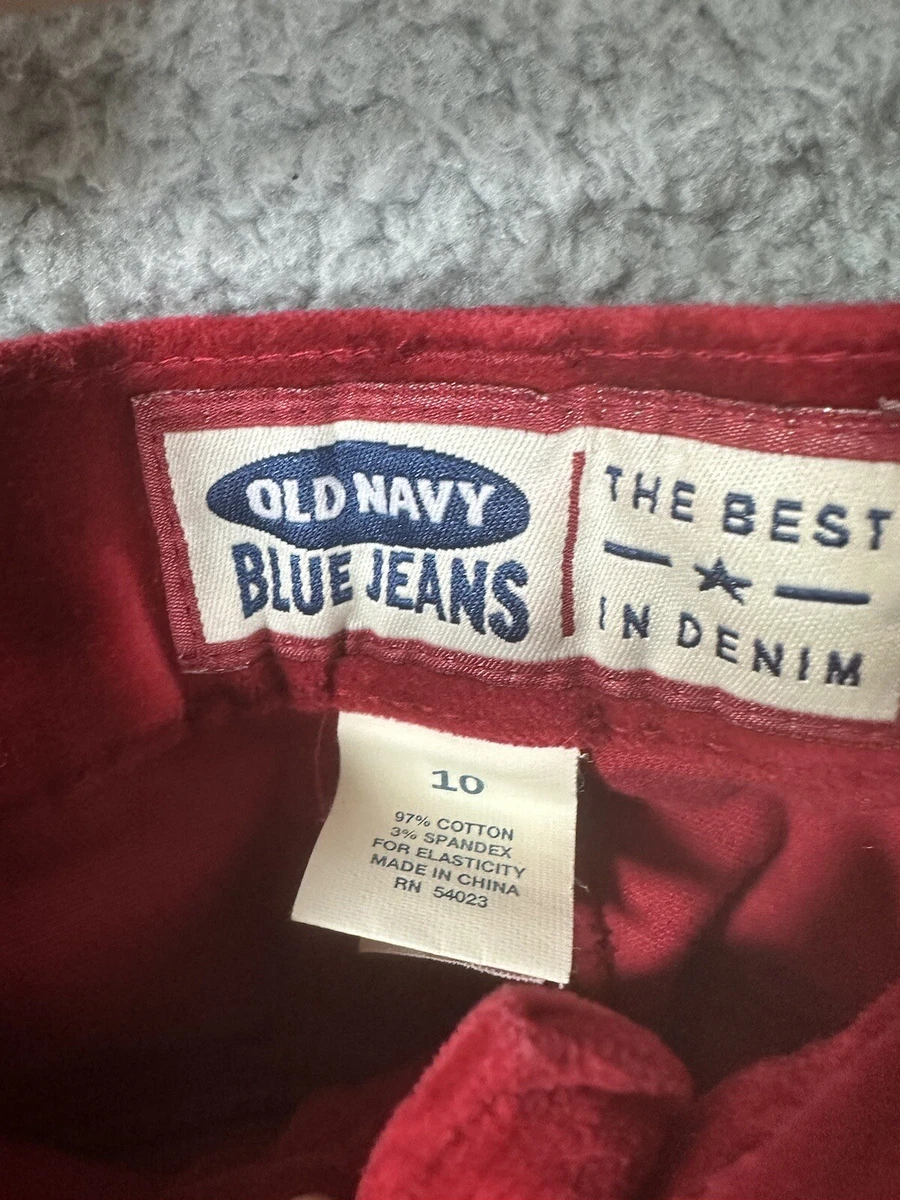 OLD NAVY
BLUE JEANS
THE BEST
IN DENIM
10
97% COTTON
3% SPANDEX
FOR ELASTICITY
MADE IN CHINA
RN 54023